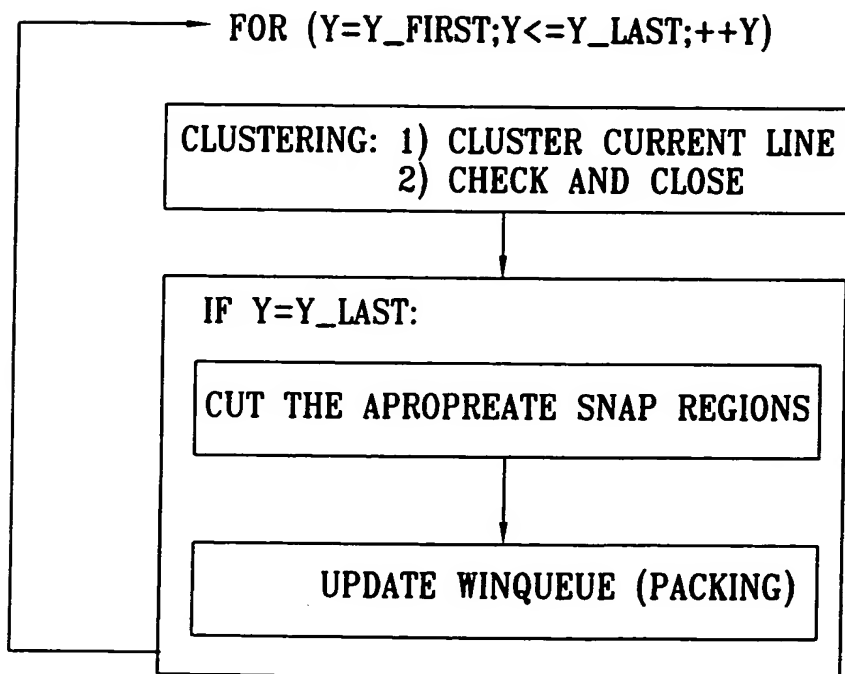 FOR (Y=Y_FIRST;Y<=Y_LAST;++Y)
CLUSTERING: 1) CLUSTER CURRENT LINE
2) CHECK AND CLOSE
IF Y=Y_LAST:
CUT THE APROPREATE SNAP REGIONS
UPDATE WINQUEUE (PACKING)